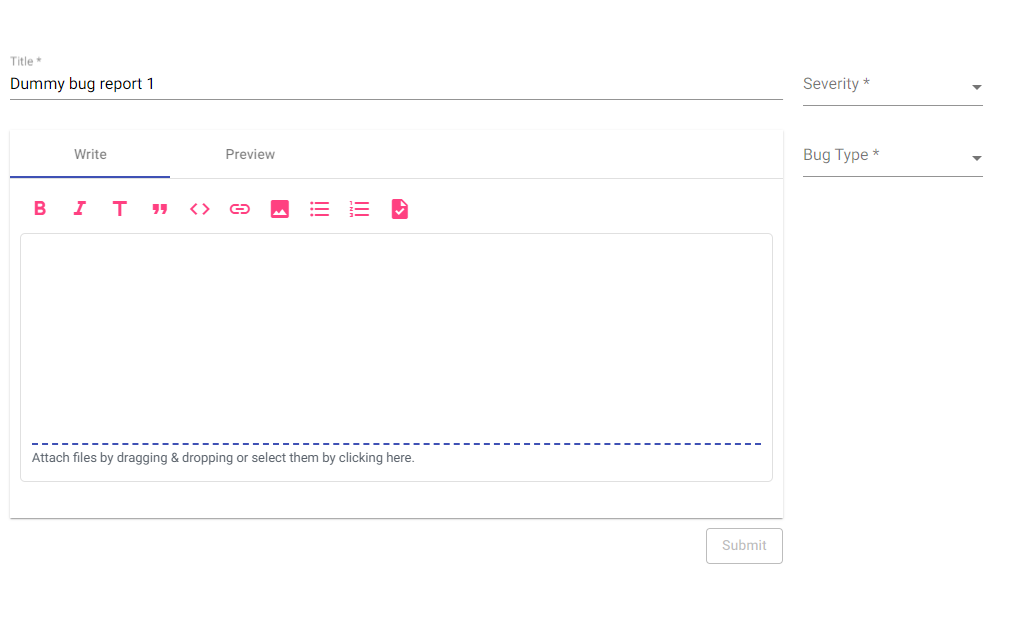 Title *
Dummy bug report 1
Severity *
Write
Preview
Bug Type *
Attach files by dragging & dropping or select them by clicking here.
Submit